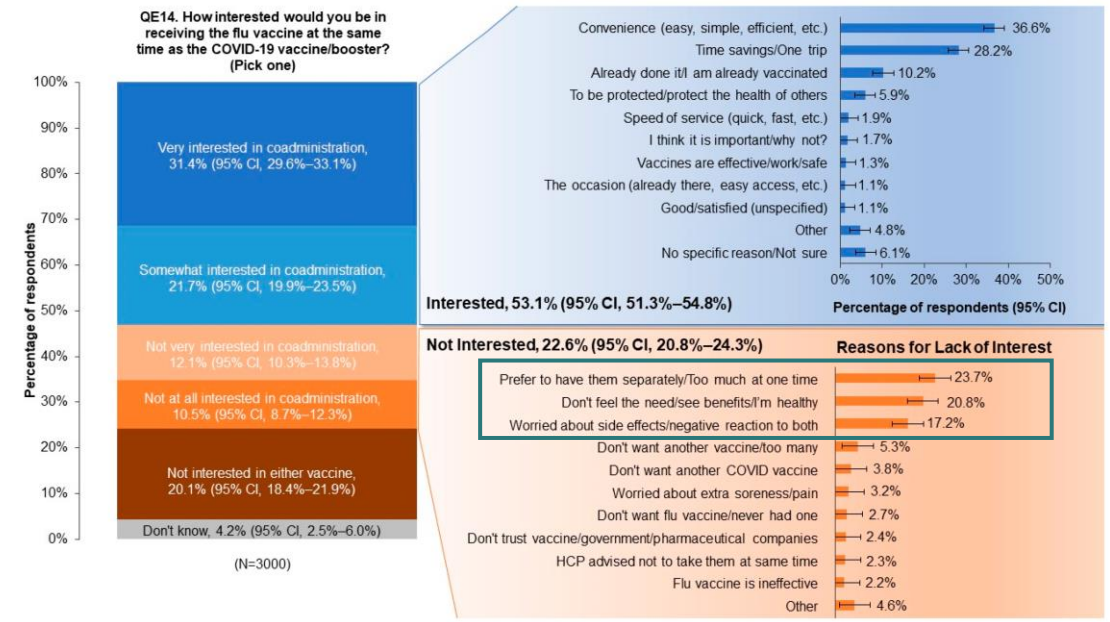 QE14. How interested would you be in
receiving the flu vaccine at the same
time as the COVID-19 vaccine/booster?
(Pick one)
Percentage of respondents
100%
90%
80%
70%
60%
50%
40%
30%
20%
10%
0%
Very interested in coadministration,
31.4% (95% CI, 29.6%–33.1%)
Somewhat interested in coadministration,
21.7% (95% CI, 19.9%–23.5%)
Not very interested in coadministration,
12.1% (95% CI, 10.3%–13.8%)
Not at all interested in coadministration,
10.5% (95% CI, 8.7%–12.3%)
Not interested in either vaccine,
20.1% (95% CI, 18.4%–21.9%)
Don't know, 4.2% (95% CI, 2.5%–6.0%)
(N=3000)
Convenience (easy, simple, efficient, etc.) 36.6%
Time savings/One trip 28.2%
Already done it/I am already vaccinated 10.2%
To be protected/protect the health of others 5.9%
Speed of service (quick, fast, etc.) 1.9%
I think it is important/why not? 1.7%
Vaccines are effective/work/safe 1.3%
The occasion (already there, easy access, etc.) 1.1%
Good/satisfied (unspecified) 1.1%
Other 4.8%
No specific reason/Not sure 6.1%
0% 10% 20% 30% 40% 50%
Interested, 53.1% (95% CI, 51.3%–54.8%)
Percentage of respondents (95% CI)
Not Interested, 22.6% (95% CI, 20.8%–24.3%)
Reasons for Lack of Interest
Prefer to have them separately/Too much at one time 23.7%
Don't feel the need/see benefits/I'm healthy 20.8%
Worried about side effects/negative reaction to both 17.2%
Don't want another vaccine/too many 5.3%
Don't want another COVID vaccine 3.8%
Worried about extra soreness/pain 3.2%
Don't want flu vaccine/never had one 2.7%
Don't trust vaccine/government/pharmaceutical companies 2.4%
HCP advised not to take them at same time 2.3%
Flu vaccine is ineffective 2.2%
Other 4.6%